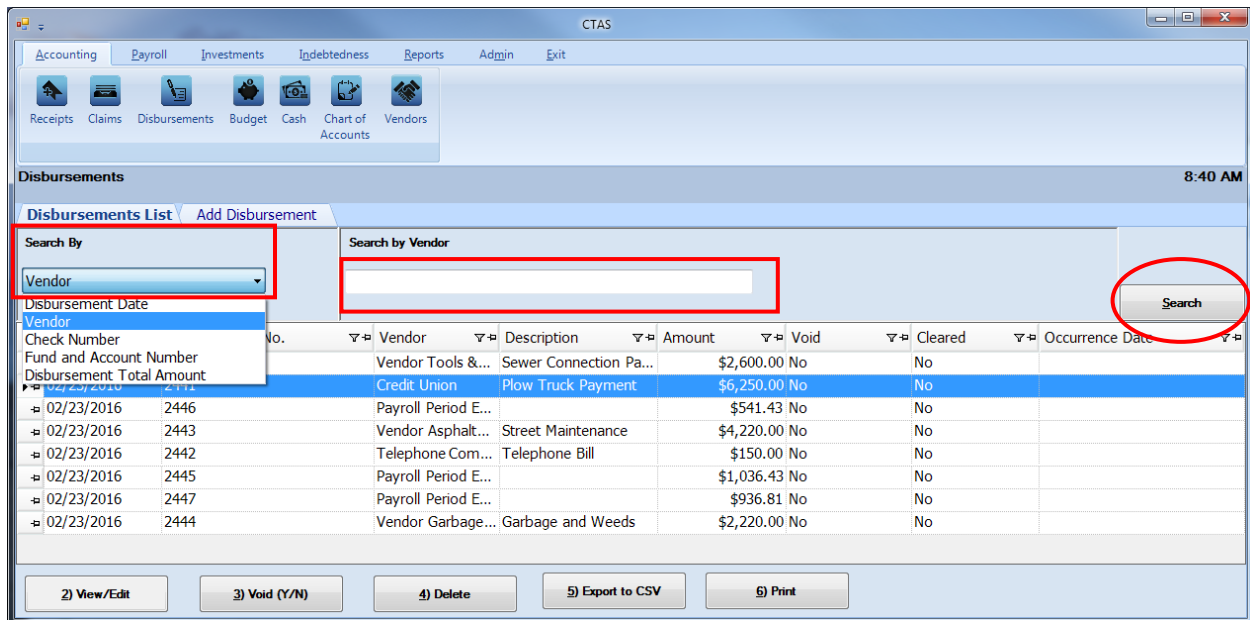 CTAS
Accounting Payroll Investments Indebtedness Reports Admin Exit
Receipts Claims Disbursements Budget Cash Chart of Accounts Vendors
Disbursements 8:40 AM
Disbursements List Add Disbursement
Search By Search by Vendor
Vendor
Search
Disbursement Date
Vendor
Check Number
Fund and Account Number
Disbursement Total Amount
No. Vendor Description Amount Void Cleared Occurrence Date
Vendor Tools &... Sewer Connection Pa... $2,600.00 No No
02/23/2016 2441 Credit Union Plow Truck Payment $6,250.00 No No
02/23/2016 2446 Payroll Period E... $541.43 No No
02/23/2016 2443 Vendor Asphalt... Street Maintenance $4,220.00 No No
02/23/2016 2442 Telephone Com... Telephone Bill $150.00 No No
02/23/2016 2445 Payroll Period E... $1,036.43 No No
02/23/2016 2447 Payroll Period E... $936.81 No No
02/23/2016 2444 Vendor Garbage... Garbage and Weeds $2,220.00 No No
2) View/Edit 3) Void (Y/N) 4) Delete 5) Export to CSV 6) Print